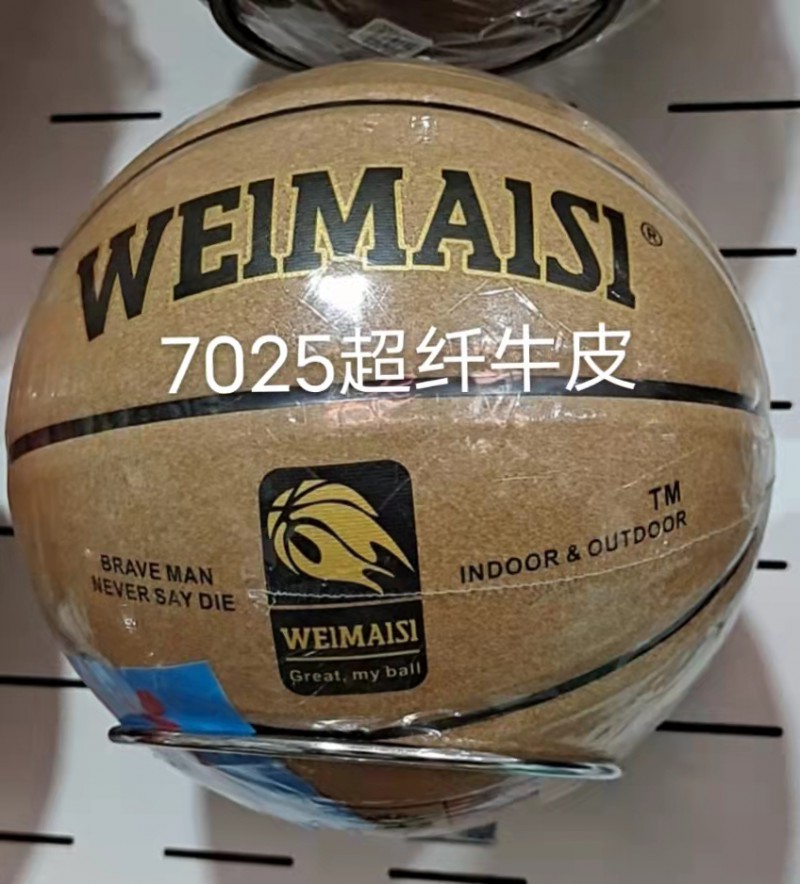 WEIMAISI®
7025超纤牛皮
TM
BRAVE MAN
NEVER SAY DIE
INDOOR & OUTDOOR
WEIMAISI
Great, my ball